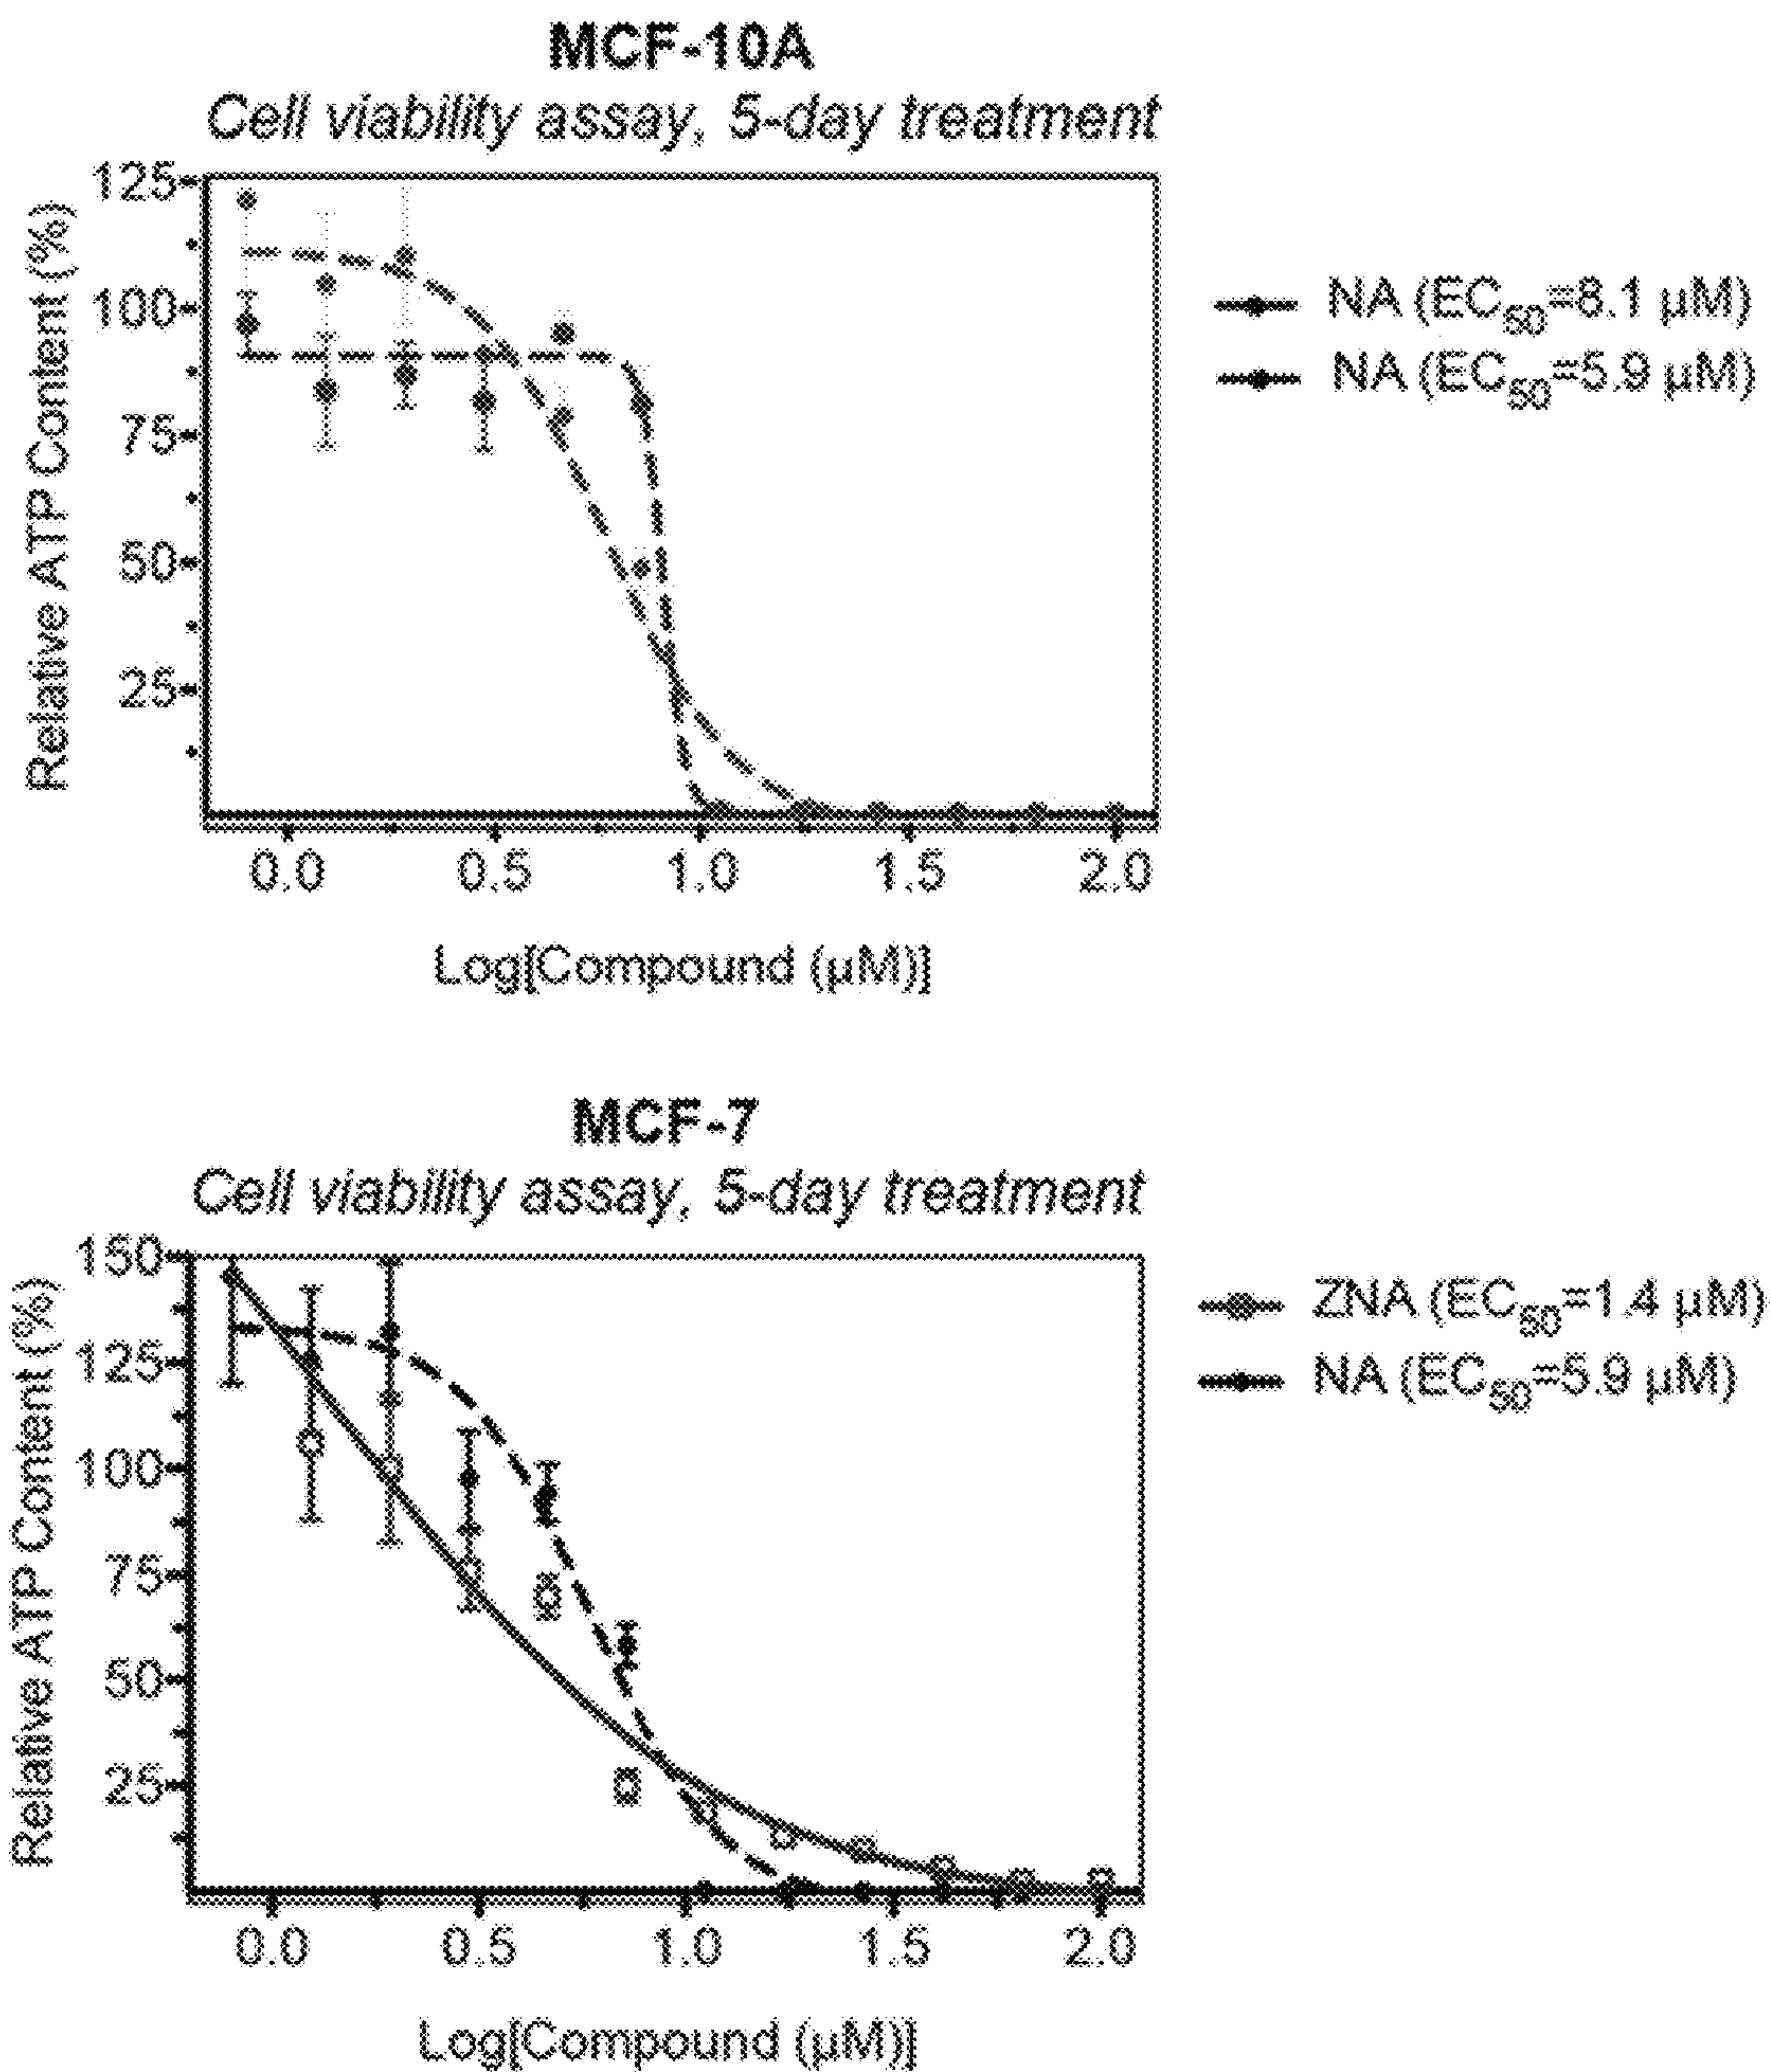 MCF-10A
Cell viability assay, 5-day treatment
Relative ATP Content (%)
125
100
75
50
25
0.0 0.5 1.0 1.5 2.0
Log[Compound (µM)]
NA (EC50=8.1 µM)
NA (EC50=5.9 µM)
MCF-7
Cell viability assay, 5-day treatment
Relative ATP Content (%)
150
125
100
75
50
25
0.0 0.5 1.0 1.5 2.0
Log[Compound (µM)]
ZNA (EC50=1.4 µM)
NA (EC50=5.9 µM)